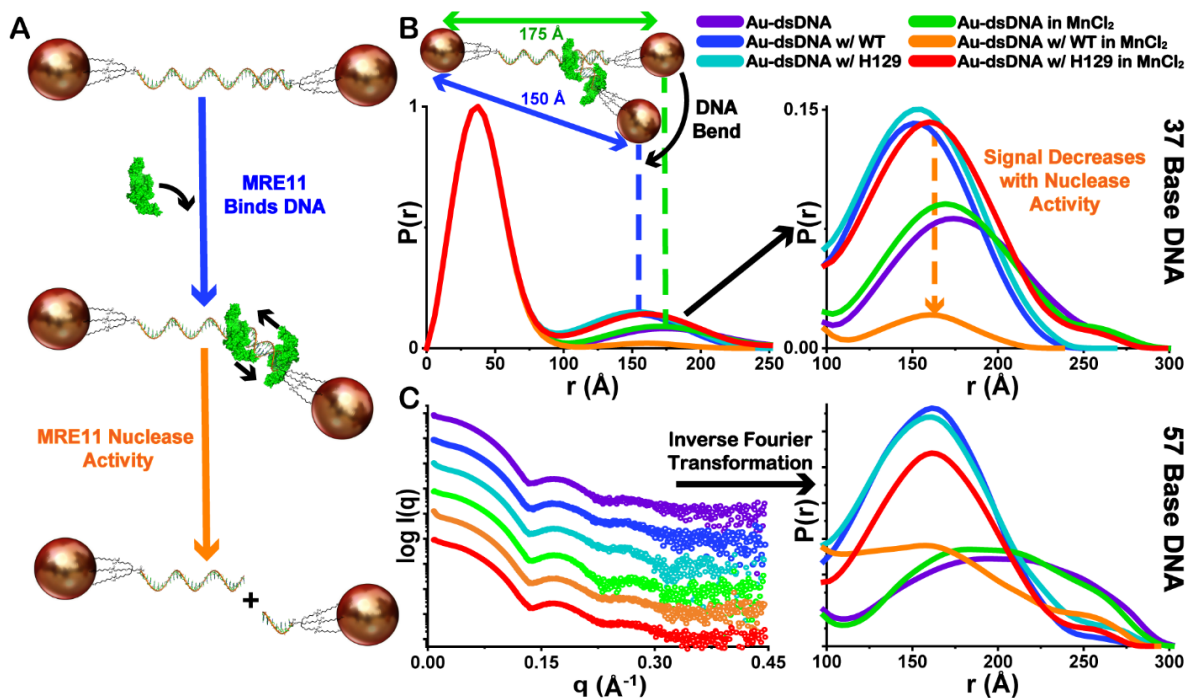 A
MRE11
Binds DNA
MRE11 Nuclease
Activity
+
B
175 Å
150 Å
DNA
Bend
Au-dsDNA
Au-dsDNA w/ WT
Au-dsDNA w/ H129
Au-dsDNA in MnCl₂
Au-dsDNA w/ WT in MnCl₂
Au-dsDNA w/ H129 in MnCl₂
1
P(r)
0
0 50 100 150 200 250
r (Å)
0.15
P(r)
0.00
Signal Decreases
with Nuclease
Activity
100 150 200 250 300
r (Å)
37 Base DNA
C
log I(q)
0.00 0.15 0.30 0.45
q (Å⁻¹)
Inverse Fourier
Transformation
P(r)
100 150 200 250 300
r (Å)
57 Base DNA